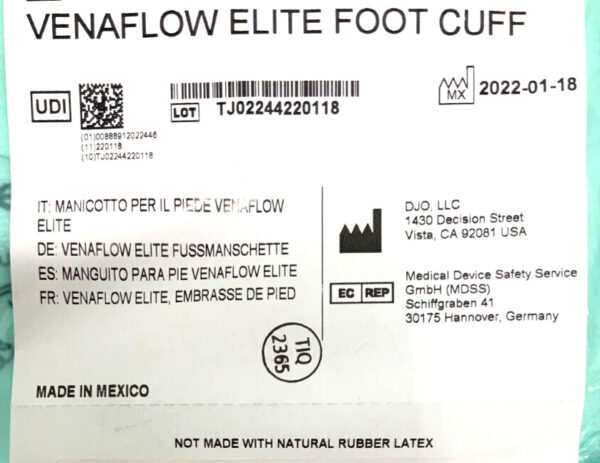 VENAFLOW ELITE FOOT CUFF
UDI
(01)00888912022446
(11)220118
(10)TJ02244220118
LOT TJ02244220118
MX 2022-01-18
IT: MANICOTTO PER IL PIEDE VENAFLOW
ELITE
DE: VENAFLOW ELITE FUSSMANSCHETTE
ES: MANGUITO PARA PIE VENAFLOW ELITE
FR: VENAFLOW ELITE, EMBRASSE DE PIED
DJO, LLC
1430 Decision Street
Vista, CA 92081 USA
EC REP
Medical Device Safety Service
GmbH (MDSS)
Schiffgraben 41
30175 Hannover, Germany
TIQ
2365
MADE IN MEXICO
NOT MADE WITH NATURAL RUBBER LATEX